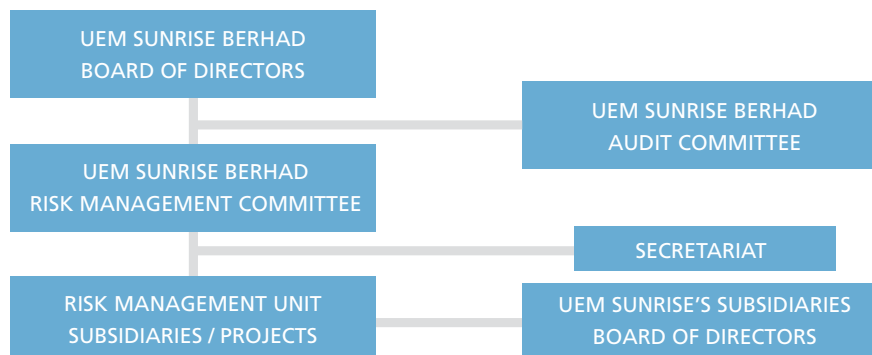 UEM SUNRISE BERHAD
BOARD OF DIRECTORS
UEM SUNRISE BERHAD
AUDIT COMMITTEE
UEM SUNRISE BERHAD
RISK MANAGEMENT COMMITTEE
SECRETARIAT
RISK MANAGEMENT UNIT
SUBSIDIARIES / PROJECTS
UEM SUNRISE'S SUBSIDIARIES
BOARD OF DIRECTORS